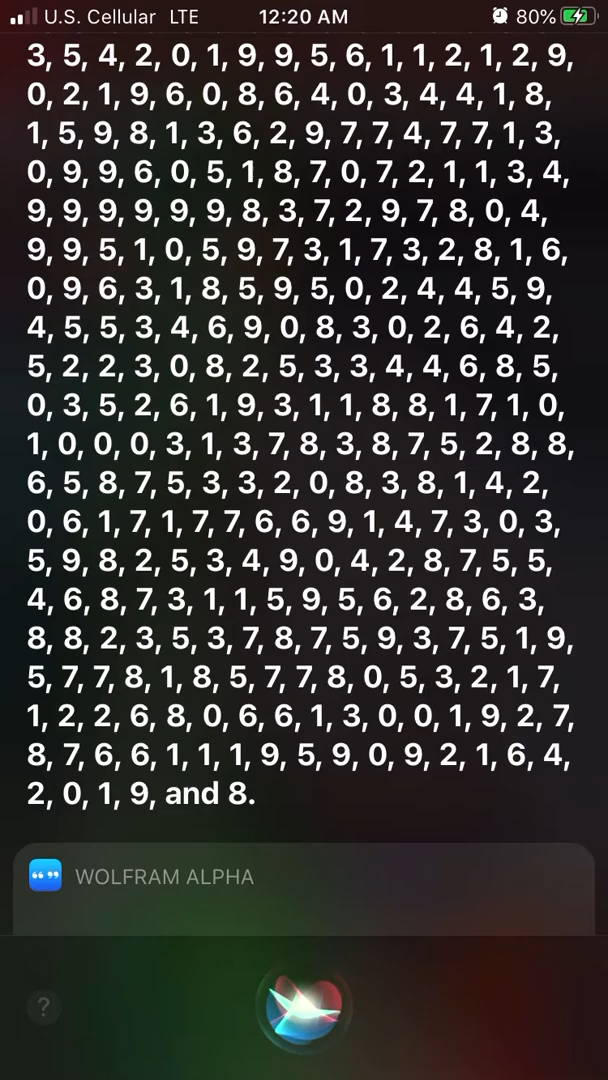 U.S. Cellular LTE 12:20 AM 80%
3, 5, 4, 2, 0, 1, 9, 9, 5, 6, 1, 1, 2, 1, 2, 9,
0, 2, 1, 9, 6, 0, 8, 6, 4, 0, 3, 4, 4, 1, 8,
1, 5, 9, 8, 1, 3, 6, 2, 9, 7, 7, 4, 7, 7, 1, 3,
0, 9, 9, 6, 0, 5, 1, 8, 7, 0, 7, 2, 1, 1, 3, 4,
9, 9, 9, 9, 9, 9, 8, 3, 7, 2, 9, 7, 8, 0, 4,
9, 9, 5, 1, 0, 5, 9, 7, 3, 1, 7, 3, 2, 8, 1, 6,
0, 9, 6, 3, 1, 8, 5, 9, 5, 0, 2, 4, 4, 5, 9,
4, 5, 5, 3, 4, 6, 9, 0, 8, 3, 0, 2, 6, 4, 2,
5, 2, 2, 3, 0, 8, 2, 5, 3, 3, 4, 4, 6, 8, 5,
0, 3, 5, 2, 6, 1, 9, 3, 1, 1, 8, 8, 1, 7, 1, 0,
1, 0, 0, 0, 3, 1, 3, 7, 8, 3, 8, 7, 5, 2, 8, 8,
6, 5, 8, 7, 5, 3, 3, 2, 0, 8, 3, 8, 1, 4, 2,
0, 6, 1, 7, 1, 7, 7, 6, 6, 9, 1, 4, 7, 3, 0, 3,
5, 9, 8, 2, 5, 3, 4, 9, 0, 4, 2, 8, 7, 5, 5,
4, 6, 8, 7, 3, 1, 1, 5, 9, 5, 6, 2, 8, 6, 3,
8, 8, 2, 3, 5, 3, 7, 8, 7, 5, 9, 3, 7, 5, 1, 9,
5, 7, 7, 8, 1, 8, 5, 7, 7, 8, 0, 5, 3, 2, 1, 7,
1, 2, 2, 6, 8, 0, 6, 6, 1, 3, 0, 0, 1, 9, 2, 7,
8, 7, 6, 6, 1, 1, 1, 9, 5, 9, 0, 9, 2, 1, 6, 4,
2, 0, 1, 9, and 8.
WOLFRAM ALPHA
?